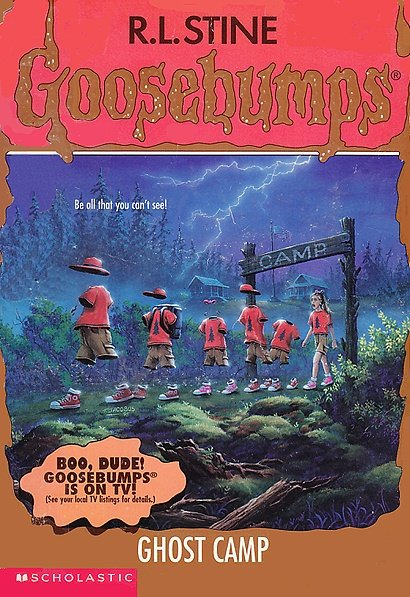 R.L. STINE
Goosebumps®
Be all that you can't see!
CAMP
JACOBUS
BOO, DUDE!
GOOSEBUMPS®
IS ON TV!
(See your local TV listings for details.)
GHOST CAMP
SCHOLASTIC